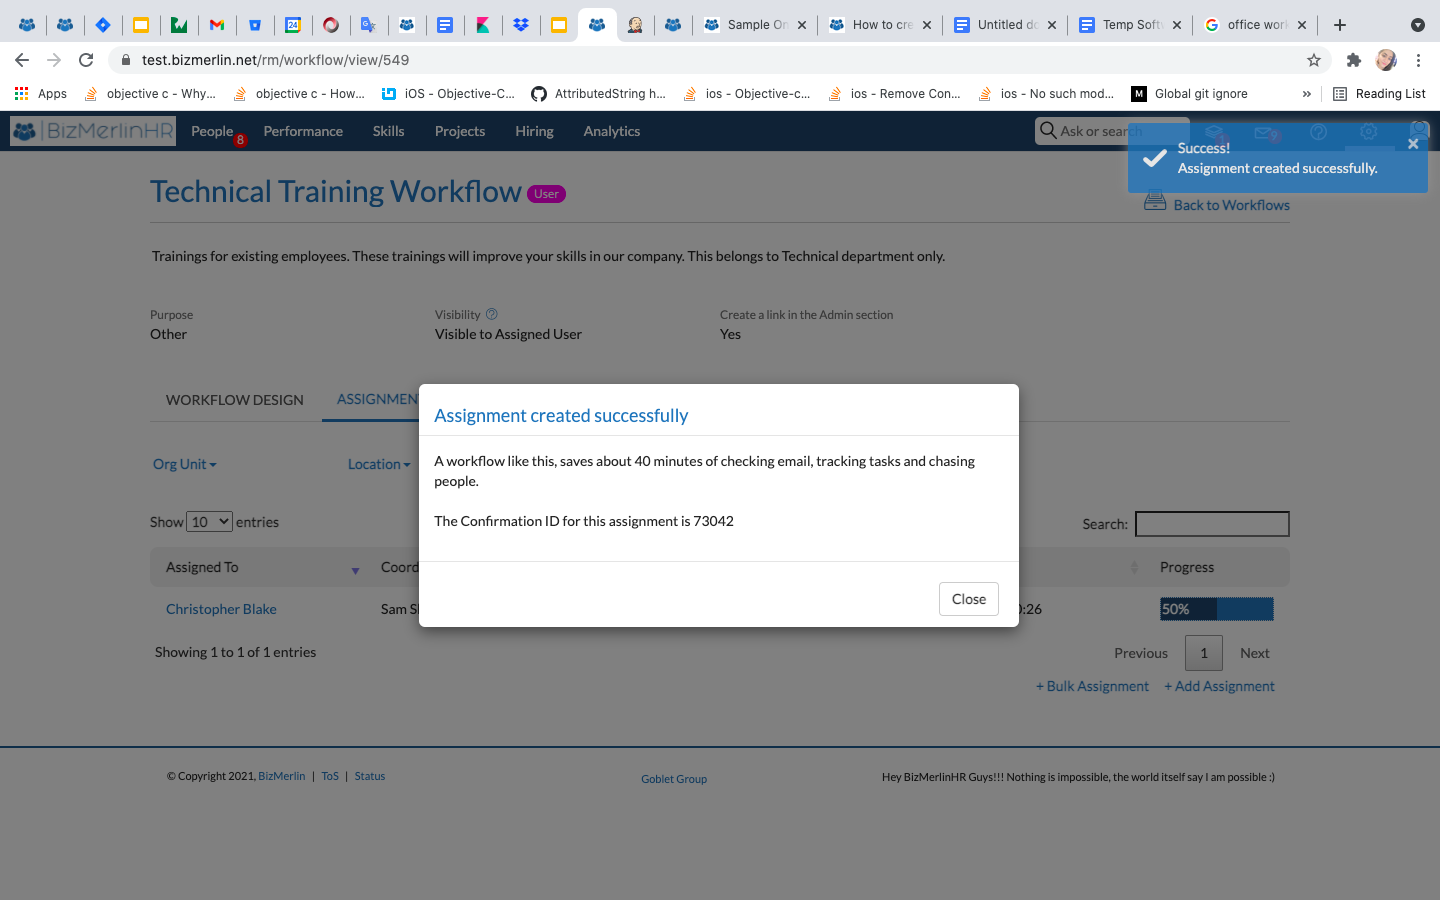 Sample On
How to cre
Untitled do
Temp Soft
office work
test.bizmerlin.net/rm/workflow/view/549
Apps
objective c - Why...
objective c - How...
iOS - Objective-C...
AttributedString h...
ios - Objective-c...
ios - Remove Con...
ios - No such mod...
Global git ignore
»
Reading List
BizMerlinHR
People
8
Performance
Skills
Projects
Hiring
Analytics
Ask or search
Success!
Assignment created successfully.
Technical Training Workflow
User
Back to Workflows
Trainings for existing employees. These trainings will improve your skills in our company. This belongs to Technical department only.
Purpose
Other
Visibility
Visible to Assigned User
Create a link in the Admin section
Yes
WORKFLOW DESIGN
ASSIGNMEN
Org Unit
Location
Assignment created successfully
A workflow like this, saves about 40 minutes of checking email, tracking tasks and chasing
people.
The Confirmation ID for this assignment is 73042
Close
Show 10 entries
Search:
Assigned To
Coord
Progress
Christopher Blake
Sam S
0:26
50%
Showing 1 to 1 of 1 entries
Previous
1
Next
+ Bulk Assignment
+ Add Assignment
© Copyright 2021, BizMerlin | ToS | Status
Goblet Group
Hey BizMerlinHR Guys!!! Nothing is impossible, the world itself say I am possible :)